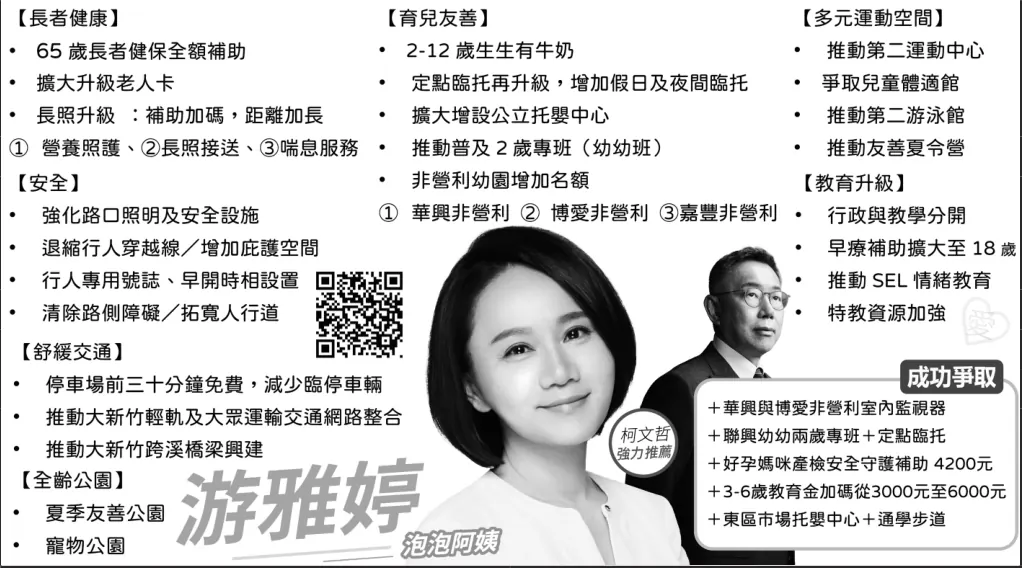 【長者健康】
• 65 歲長者健保全額補助
• 擴大升級老人卡
• 長照升級 ：補助加碼，距離加長
① 營養照護、②長照接送、③喘息服務
【安全】
• 強化路口照明及安全設施
• 退縮行人穿越線／增加庇護空間
• 行人專用號誌、早開時相設置
• 清除路側障礙／拓寬人行道
【舒緩交通】
• 停車場前三十分鐘免費，減少臨停車輛
• 推動大新竹輕軌及大眾運輸交通網路整合
• 推動大新竹跨溪橋梁興建
【全齡公園】
• 夏季友善公園
• 寵物公園
【育兒友善】
• 2-12 歲生生有牛奶
• 定點臨托再升級，增加假日及夜間臨托
• 擴大增設公立托嬰中心
• 推動普及 2 歲專班（幼幼班）
• 非營利幼園增加名額
① 華興非營利 ② 博愛非營利 ③嘉豐非營利
【多元運動空間】
• 推動第二運動中心
• 爭取兒童體適館
• 推動第二游泳館
• 推動友善夏令營
【教育升級】
• 行政與教學分開
• 早療補助擴大至 18 歲
• 推動 SEL 情緒教育
• 特教資源加強
愛
游雅婷
泡泡阿姨
柯文哲
強力推薦
成功爭取
＋華興與博愛非營利室內監視器
＋聯興幼幼兩歲專班＋定點臨托
＋好孕媽咪產檢安全守護補助 4200元
＋3-6歲教育金加碼從3000元至6000元
＋東區市場托嬰中心＋通學步道